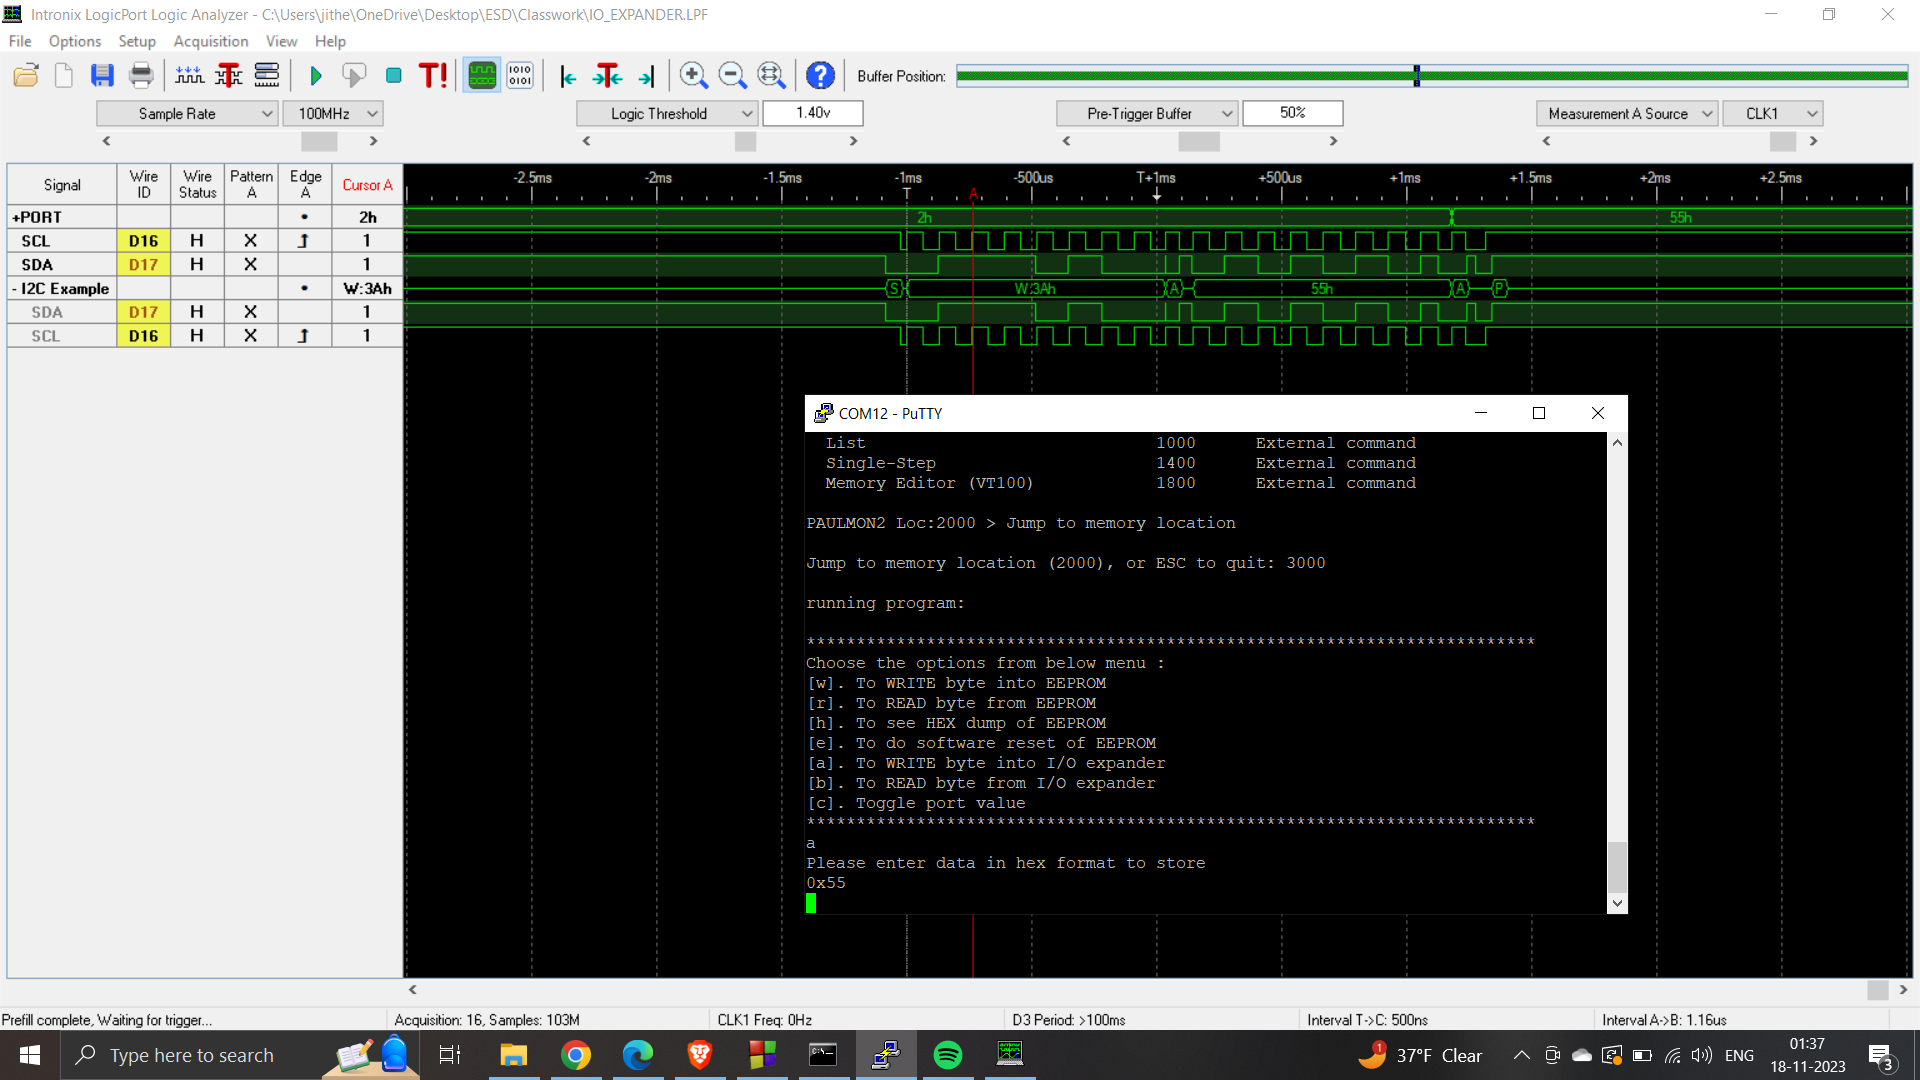 Intronix LogicPort Logic Analyzer - C:\Users\jithe\OneDrive\Desktop\ESD\Classwork\IO_EXPANDER.LPF
File Options Setup Acquisition View Help
Buffer Position:
Sample Rate 100MHz Logic Threshold 1.40v Pre-Trigger Buffer 50% Measurement A Source CLK1
Signal Wire ID Wire Status Pattern A Edge A Cursor A
-2.5ms -2ms -1.5ms -1ms -500us T+1ms +500us +1ms +1.5ms +2ms +2.5ms
T A
+PORT 2h 2h 55h
SCL D16 H X 1
SDA D17 H X 1
- I2C Example W:3Ah S W:3Ah A 55h A P
SDA D17 H X 1
SCL D16 H X 1
COM12 - PuTTY
List 1000 External command
Single-Step 1400 External command
Memory Editor (VT100) 1800 External command
PAULMON2 Loc:2000 > Jump to memory location
Jump to memory location (2000), or ESC to quit: 3000
running program:
*************************************************************************
Choose the options from below menu :
[w]. To WRITE byte into EEPROM
[r]. To READ byte from EEPROM
[h]. To see HEX dump of EEPROM
[e]. To do software reset of EEPROM
[a]. To WRITE byte into I/O expander
[b]. To READ byte from I/O expander
[c]. Toggle port value
*************************************************************************
a
Please enter data in hex format to store
0x55
Prefill complete, Waiting for trigger... Acquisition: 16, Samples: 103M CLK1 Freq: 0Hz D3 Period: >100ms Interval T->C: 500ns Interval A->B: 1.16us
Type here to search 1 37°F Clear ENG 01:37
18-11-2023 3